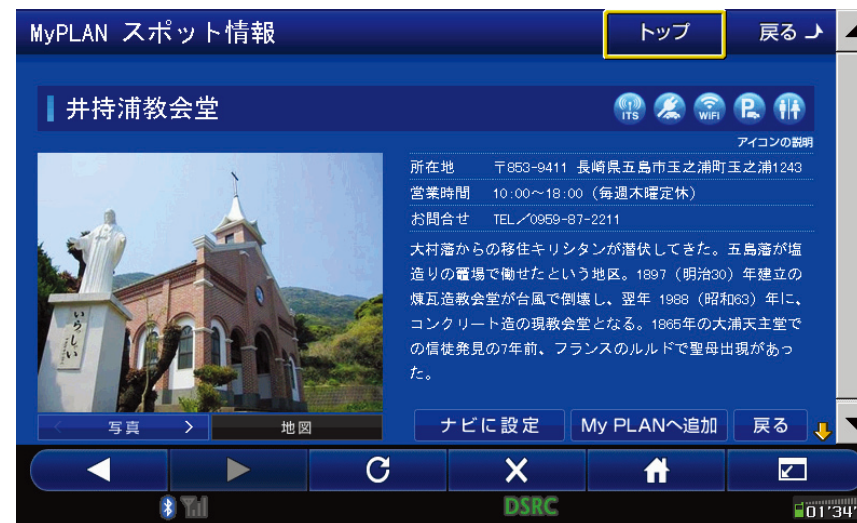 MyPLAN スポット情報
トップ
戻る
井持浦教会堂
ITS
WiFi
P
アイコンの説明
所在地 〒853-9411 長崎県五島市玉之浦町玉之浦1243
営業時間 10:00～18:00（毎週木曜定休）
お問合せ TEL／0959-87-2211
大村藩からの移住キリシタンが潜伏してきた。五島藩が塩
造りの竈場で働せたという地区。1897（明治30）年建立の
煉瓦造教会堂が台風で倒壊し、翌年 1988（昭和63）年に、
コンクリート造の現教会堂となる。1865年の大浦天主堂で
の信徒発見の7年前、フランスのルルドで聖母出現があっ
た。
いらしい
写真
地図
ナビに設定
My PLANへ追加
戻る
DSRC
01'34'